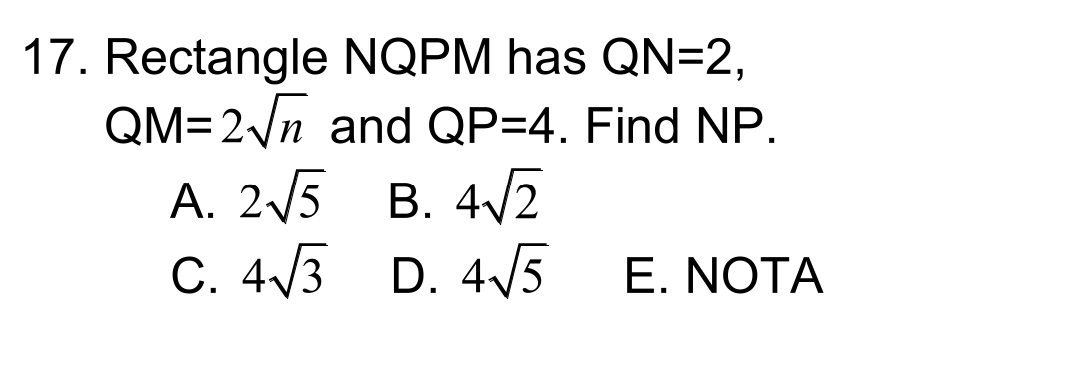 17. Rectangle NQPM has QN=2,
QM=2√n and QP=4. Find NP.
A. 2√5 B. 4√2
C. 4√3 D. 4√5 E. NOTA